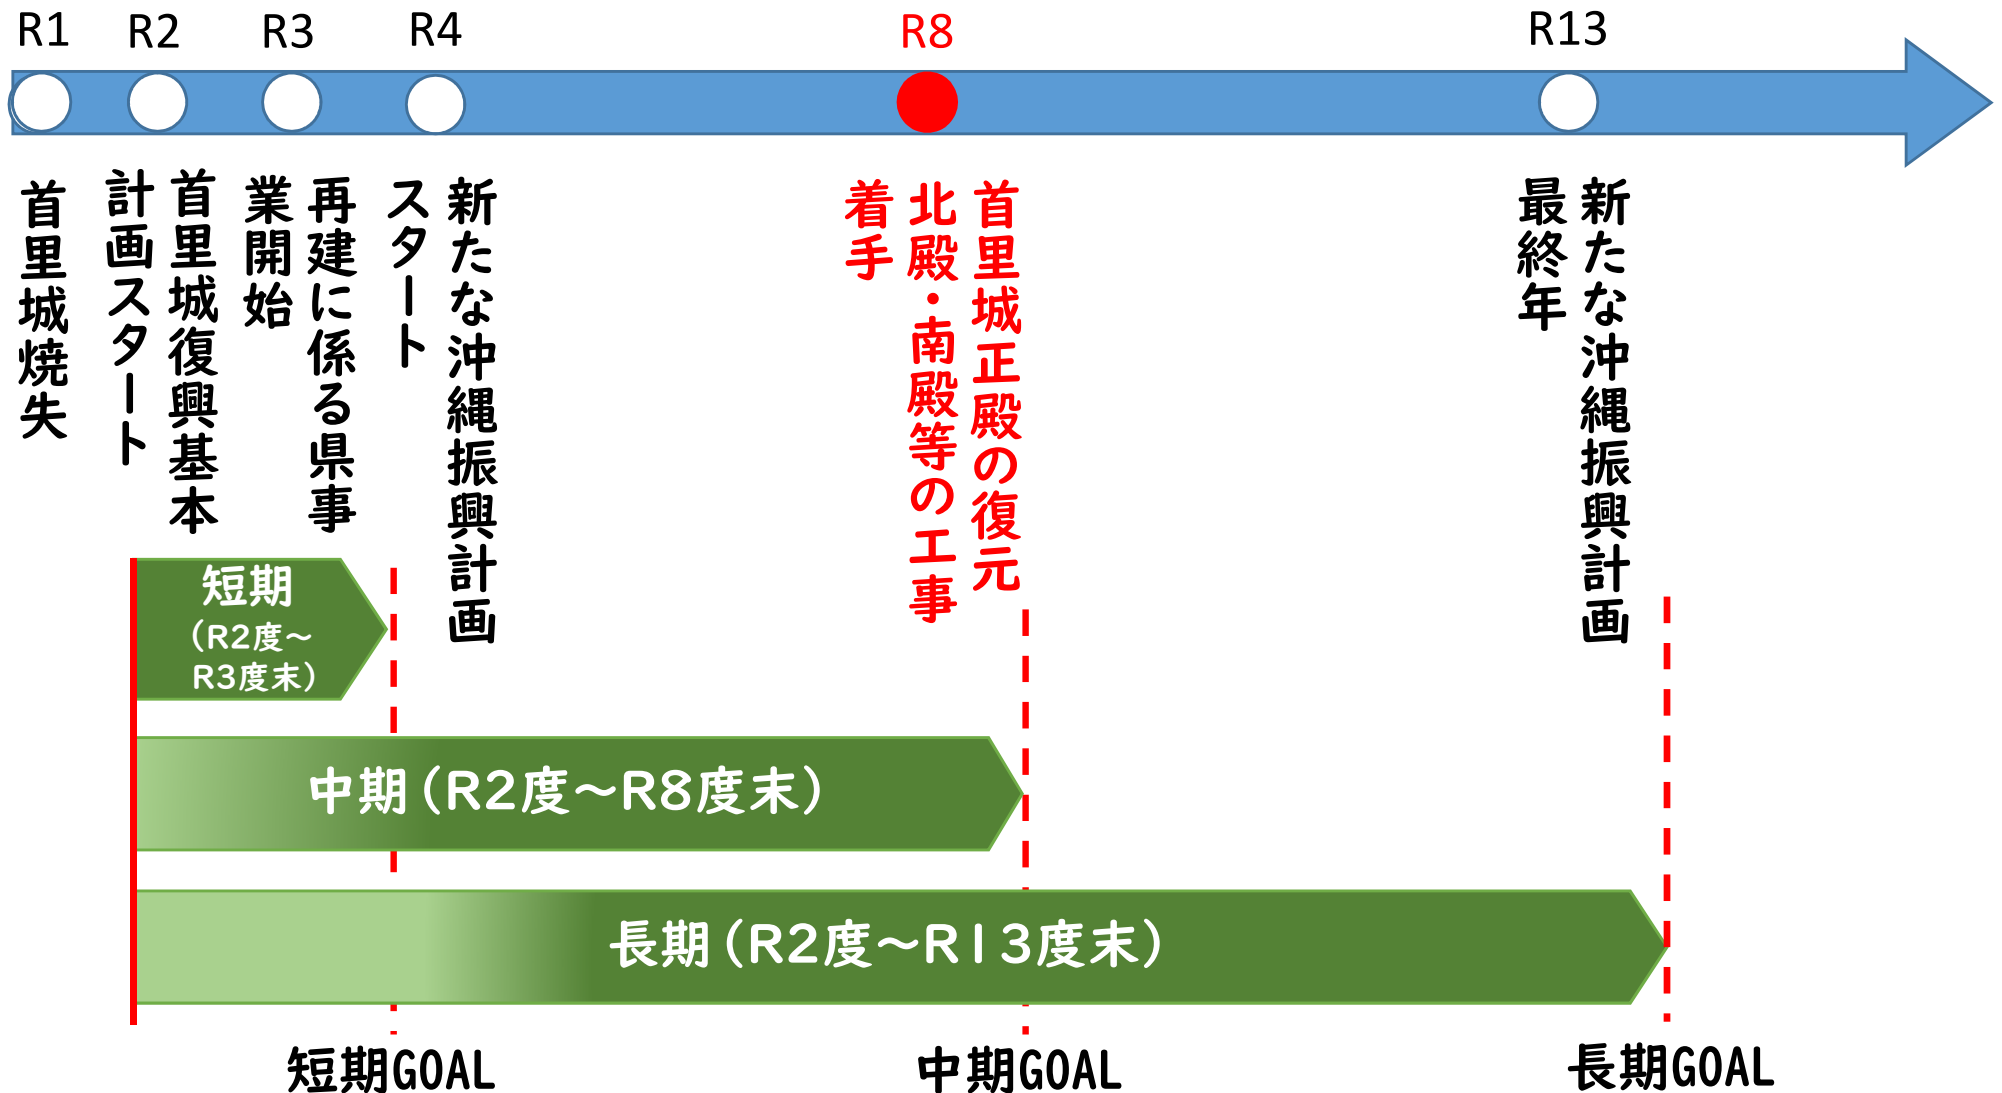 R1
R2
R3
R4
R8
R13
首里城焼失
首里城復興基本
計画スタート
再建に係る県事
業開始
新たな沖縄振興計画
スタート
首里城正殿の復元
北殿・南殿等の工事
着手
新たな沖縄振興計画
最終年
短期
（R2度～
R3度末）
中期（R2度～R8度末）
長期（R2度～R13度末）
短期GOAL
中期GOAL
長期GOAL